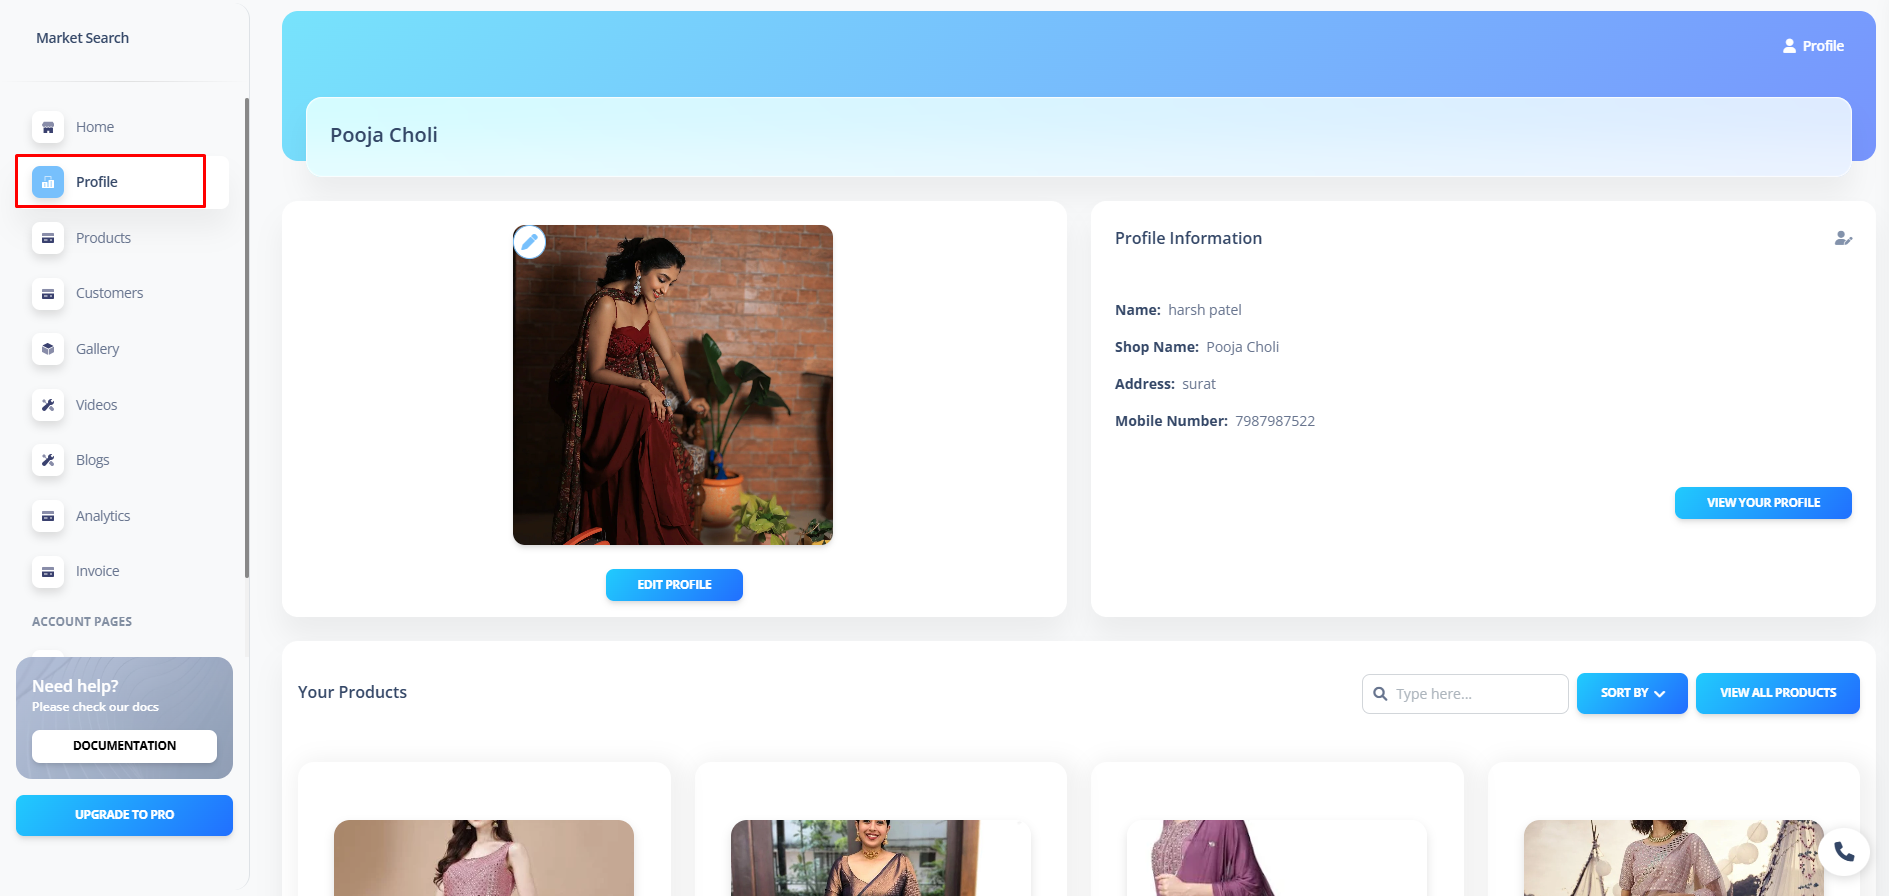 Market Search
Home
Profile
Products
Customers
Gallery
Videos
Blogs
Analytics
Invoice
ACCOUNT PAGES
Need help?
Please check our docs
DOCUMENTATION
UPGRADE TO PRO
Profile
Pooja Choli
EDIT PROFILE
Profile Information
Name: harsh patel
Shop Name: Pooja Choli
Address: surat
Mobile Number: 7987987522
VIEW YOUR PROFILE
Your Products
Type here...
SORT BY
VIEW ALL PRODUCTS